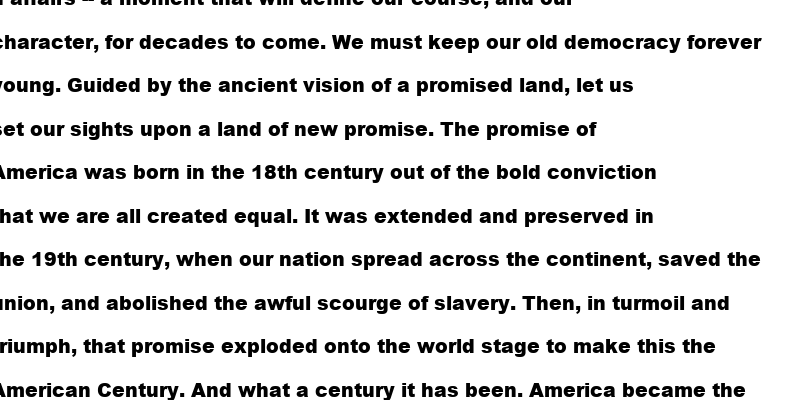 affairs -- a moment that will define our course, and our
character, for decades to come. We must keep our old democracy forever
young. Guided by the ancient vision of a promised land, let us
set our sights upon a land of new promise. The promise of
America was born in the 18th century out of the bold conviction
that we are all created equal. It was extended and preserved in
the 19th century, when our nation spread across the continent, saved the
union, and abolished the awful scourge of slavery. Then, in turmoil and
triumph, that promise exploded onto the world stage to make this the
American Century. And what a century it has been. America became the